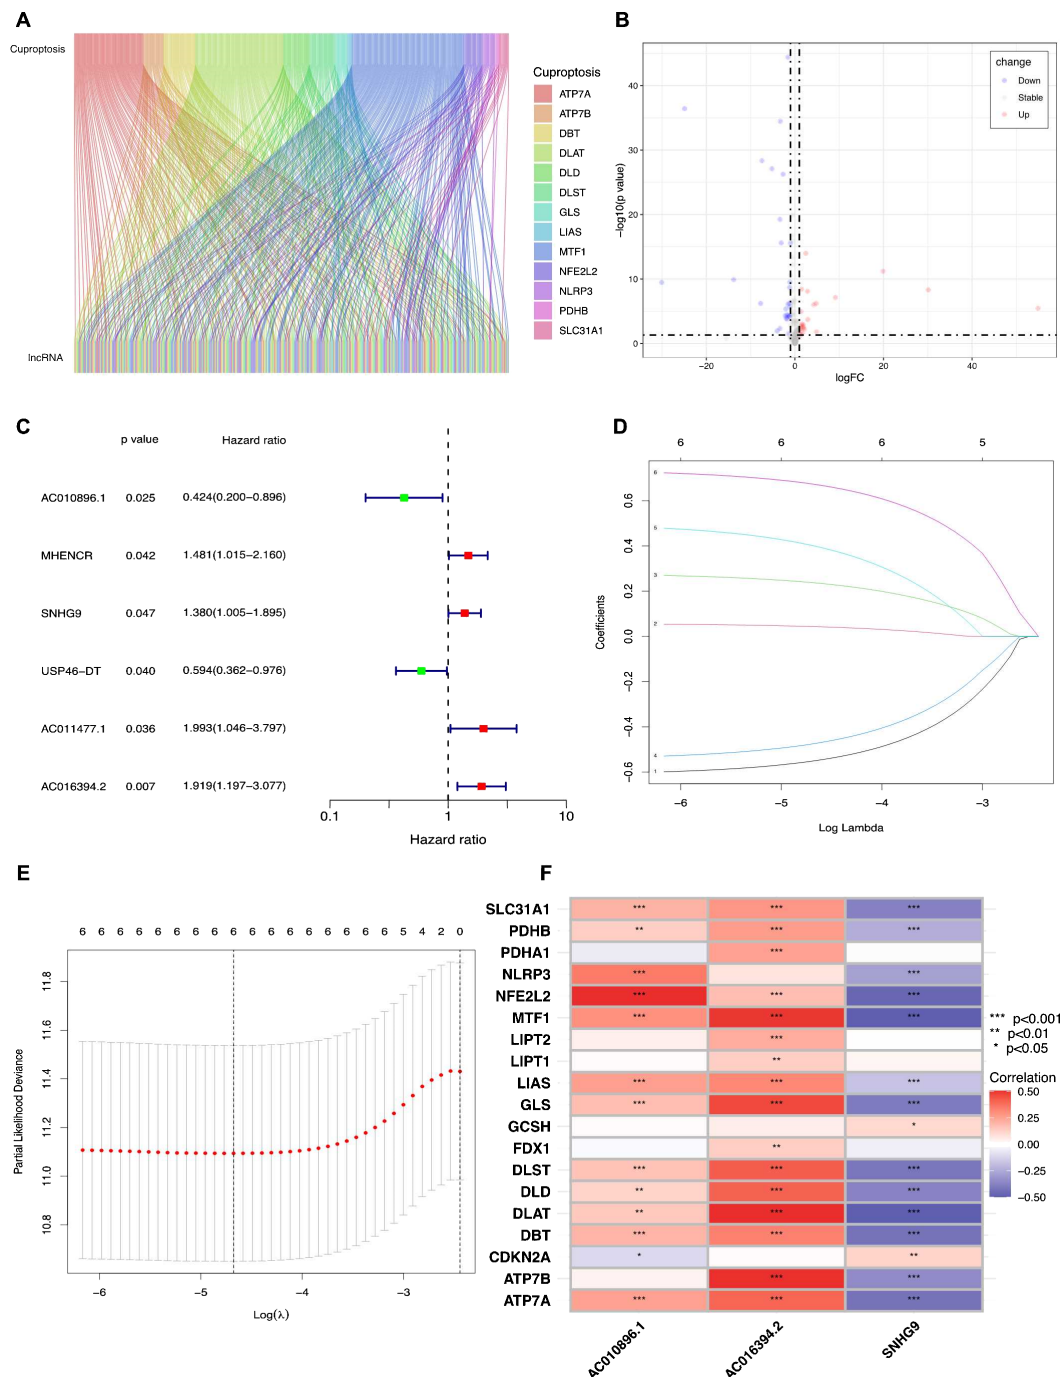 A
Cuproptosis
lncRNA
Cuproptosis
ATP7A
ATP7B
DBT
DLAT
DLD
DLST
GLS
LIAS
MTF1
NFE2L2
NLRP3
PDHB
SLC31A1
B
−log10(p value)
40
30
20
10
0
−20
0
20
40
logFC
change
Down
Stable
Up
C
p value Hazard ratio
AC010896.1 0.025 0.424(0.200−0.896)
MHENCR 0.042 1.481(1.015−2.160)
SNHG9 0.047 1.380(1.005−1.895)
USP46−DT 0.040 0.594(0.362−0.976)
AC011477.1 0.036 1.993(1.046−3.797)
AC016394.2 0.007 1.919(1.197−3.077)
0.1 1 10
Hazard ratio
D
6 6 6 5
Coefficients
0.6
0.4
0.2
0.0
−0.2
−0.4
−0.6
6
5
3
2
4
1
−6 −5 −4 −3
Log Lambda
E
6 6 6 6 6 6 6 6 6 6 6 6 6 6 6 6 6 5 4 2 0
Partial Likelihood Deviance
11.8
11.6
11.4
11.2
11.0
10.8
−6 −5 −4 −3
Log(λ)
F
SLC31A1 *** *** ***
PDHB ** *** ***
PDHA1 ***
NLRP3 *** ***
NFE2L2 *** *** ***
MTF1 *** *** ***
LIPT2 ***
LIPT1 **
LIAS *** *** ***
GLS *** *** ***
GCSH *
FDX1 **
DLST *** *** ***
DLD ** *** ***
DLAT ** *** ***
DBT *** *** ***
CDKN2A * **
ATP7B *** ***
ATP7A *** *** ***
AC010896.1
AC016394.2
SNHG9
*** p<0.001
** p<0.01
* p<0.05
Correlation
0.50
0.25
0.00
−0.25
−0.50